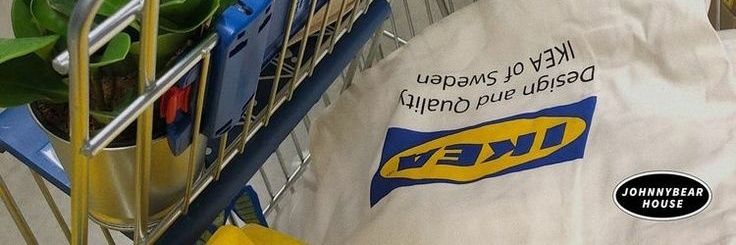 Design and Quality
IKEA of Sweden
IKEA
JOHNNYBEAR
HOUSE